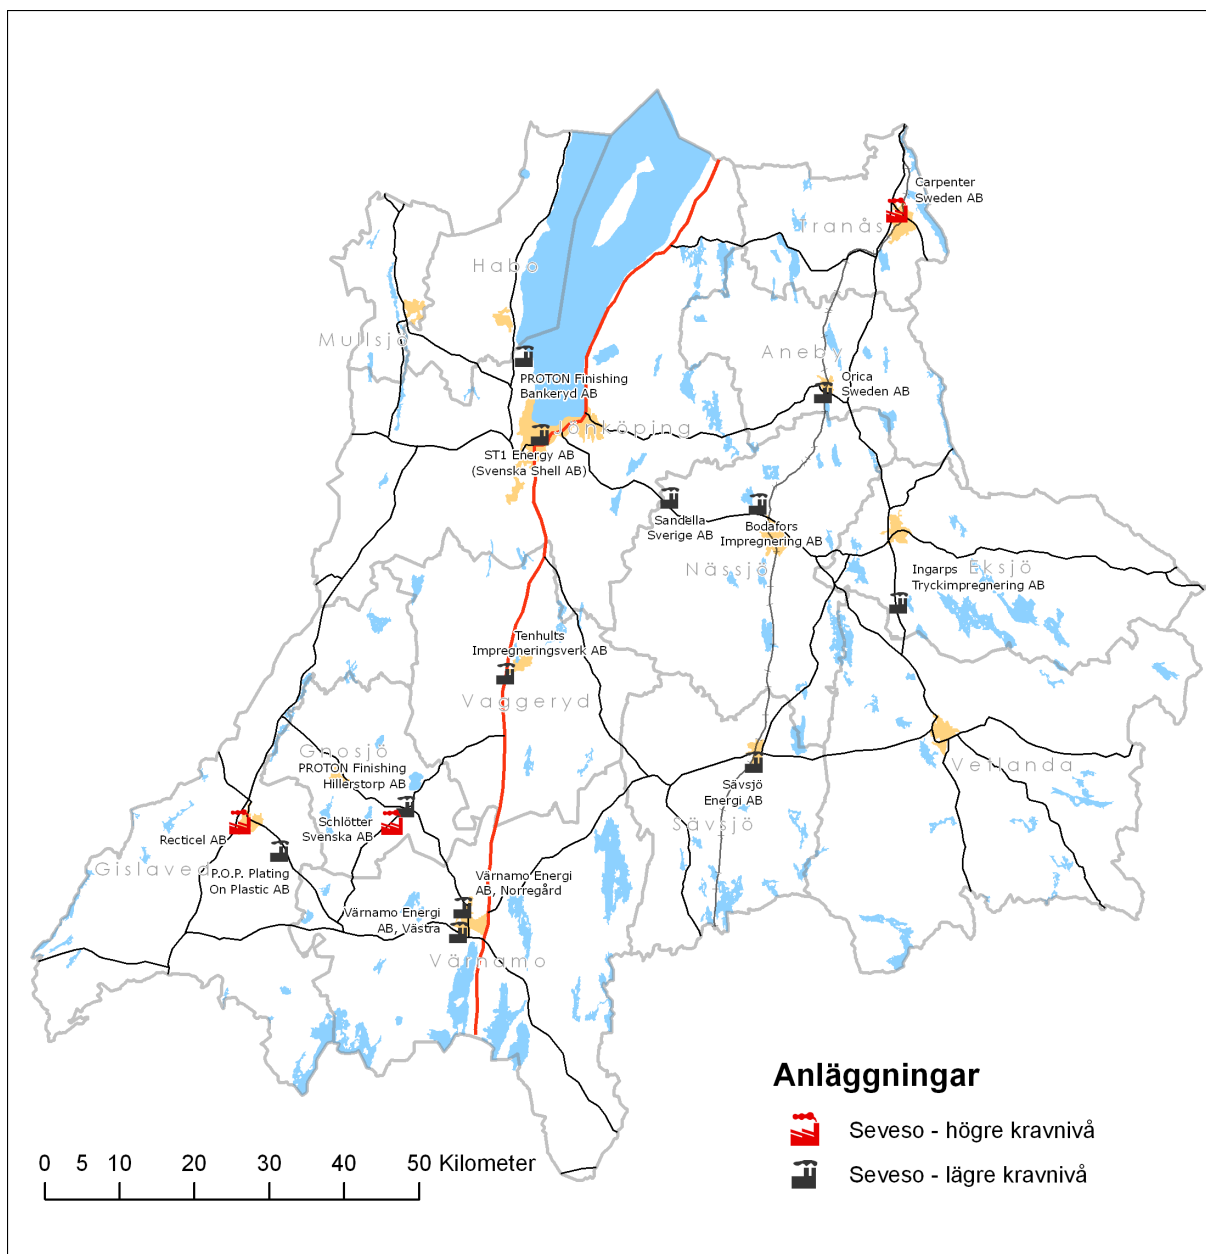 Carpenter
Sweden AB
Tranås
Habo
Mullsjö
Aneby
PROTON Finishing
Bankeryd AB
Orica
Sweden AB
Jönköping
ST1 Energy AB
(Svenska Shell AB)
Sandella
Sverige AB
Bodafors
Impregnering AB
Nässjö
Eksjö
Ingarps
Tryckimpregnering AB
Tenhults
Impregneringsverk AB
Vaggeryd
Gnosjö
PROTON Finishing
Hillerstorp AB
Vetlanda
Sävsjö
Energi AB
Sävsjö
Schlötter
Svenska AB
Recticel AB
Gislaved
P.O.P. Plating
On Plastic AB
Värnamo Energi
AB, Norregård
Värnamo Energi
AB, Västra
Värnamo
Anläggningar
Seveso - högre kravnivå
Seveso - lägre kravnivå
0 5 10 20 30 40 50 Kilometer